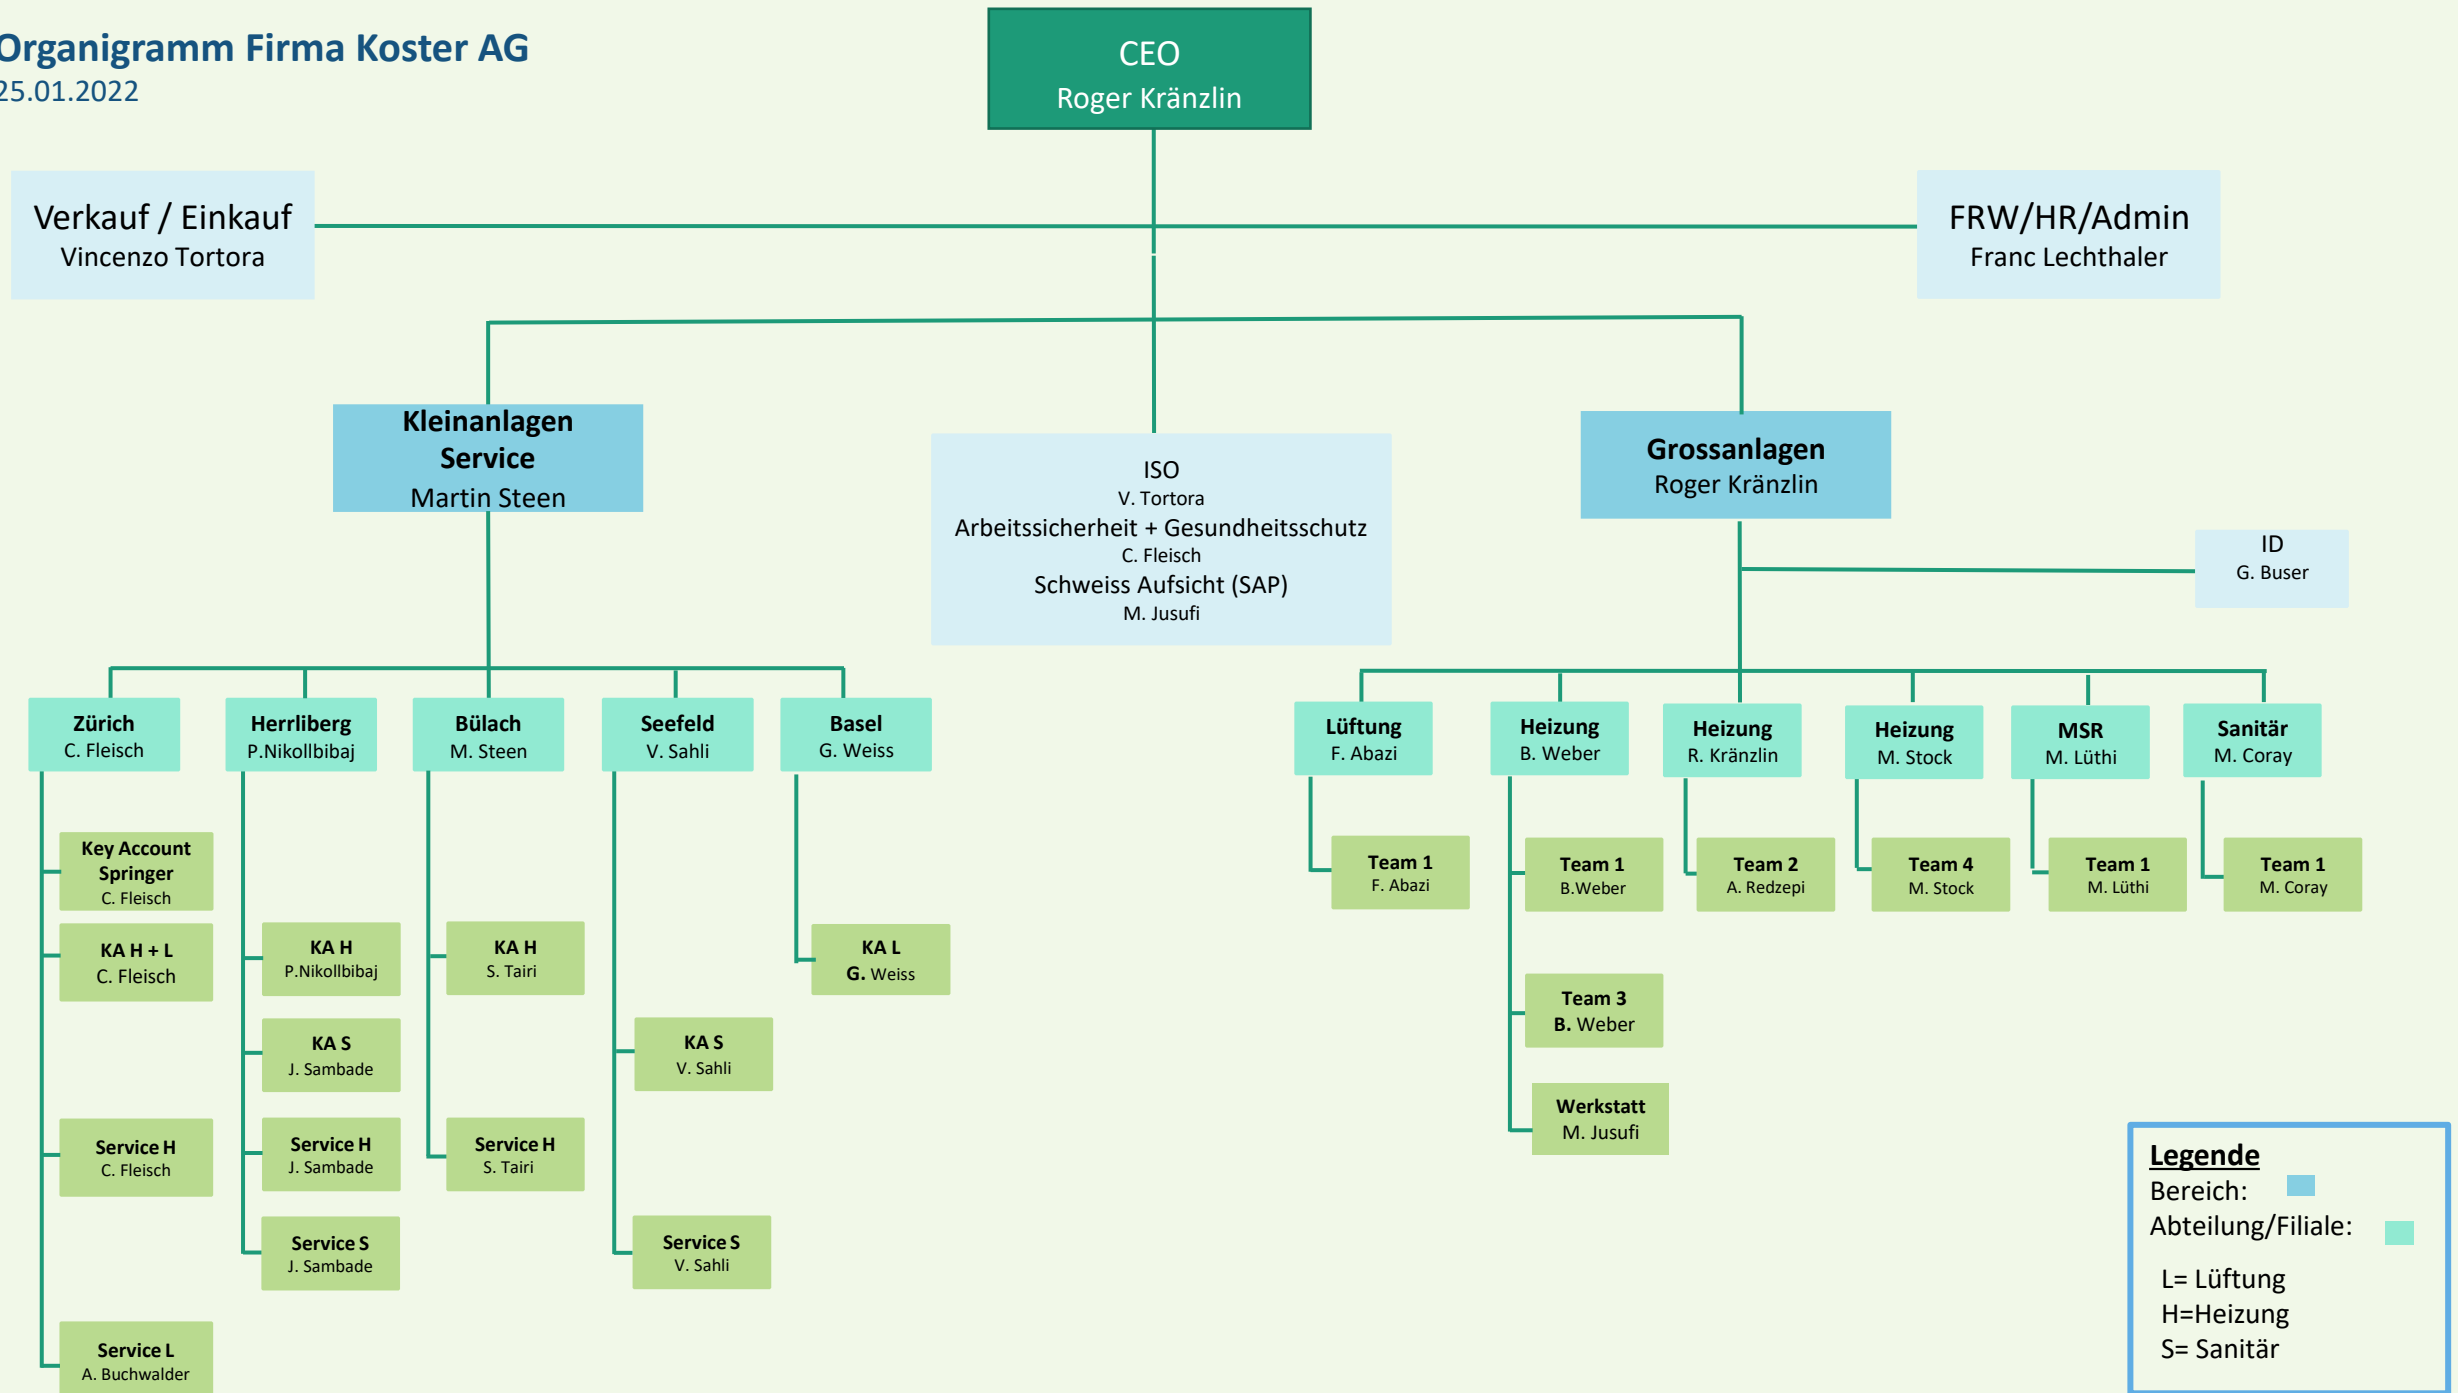 Organigramm Firma Koster AG
25.01.2022
CEO
Roger Kränzlin
Verkauf / Einkauf
Vincenzo Tortora
FRW/HR/Admin
Franc Lechthaler
Kleinanlagen
Service
Martin Steen
ISO
V. Tortora
Arbeitssicherheit + Gesundheitsschutz
C. Fleisch
Schweiss Aufsicht (SAP)
M. Jusufi
Grossanlagen
Roger Kränzlin
ID
G. Buser
Zürich
C. Fleisch
Herrliberg
P.Nikollbibaj
Bülach
M. Steen
Seefeld
V. Sahli
Basel
G. Weiss
Lüftung
F. Abazi
Heizung
B. Weber
Heizung
R. Kränzlin
Heizung
M. Stock
MSR
M. Lüthi
Sanitär
M. Coray
Key Account
Springer
C. Fleisch
KA H + L
C. Fleisch
Service H
C. Fleisch
Service L
A. Buchwalder
KA H
P.Nikollbibaj
KA S
J. Sambade
Service H
J. Sambade
Service S
J. Sambade
KA H
S. Tairi
Service H
S. Tairi
KA S
V. Sahli
Service S
V. Sahli
KA L
G. Weiss
Team 1
F. Abazi
Team 1
B.Weber
Team 3
B. Weber
Werkstatt
M. Jusufi
Team 2
A. Redzepi
Team 4
M. Stock
Team 1
M. Lüthi
Team 1
M. Coray
Legende
Bereich:
Abteilung/Filiale:
L= Lüftung
H=Heizung
S= Sanitär